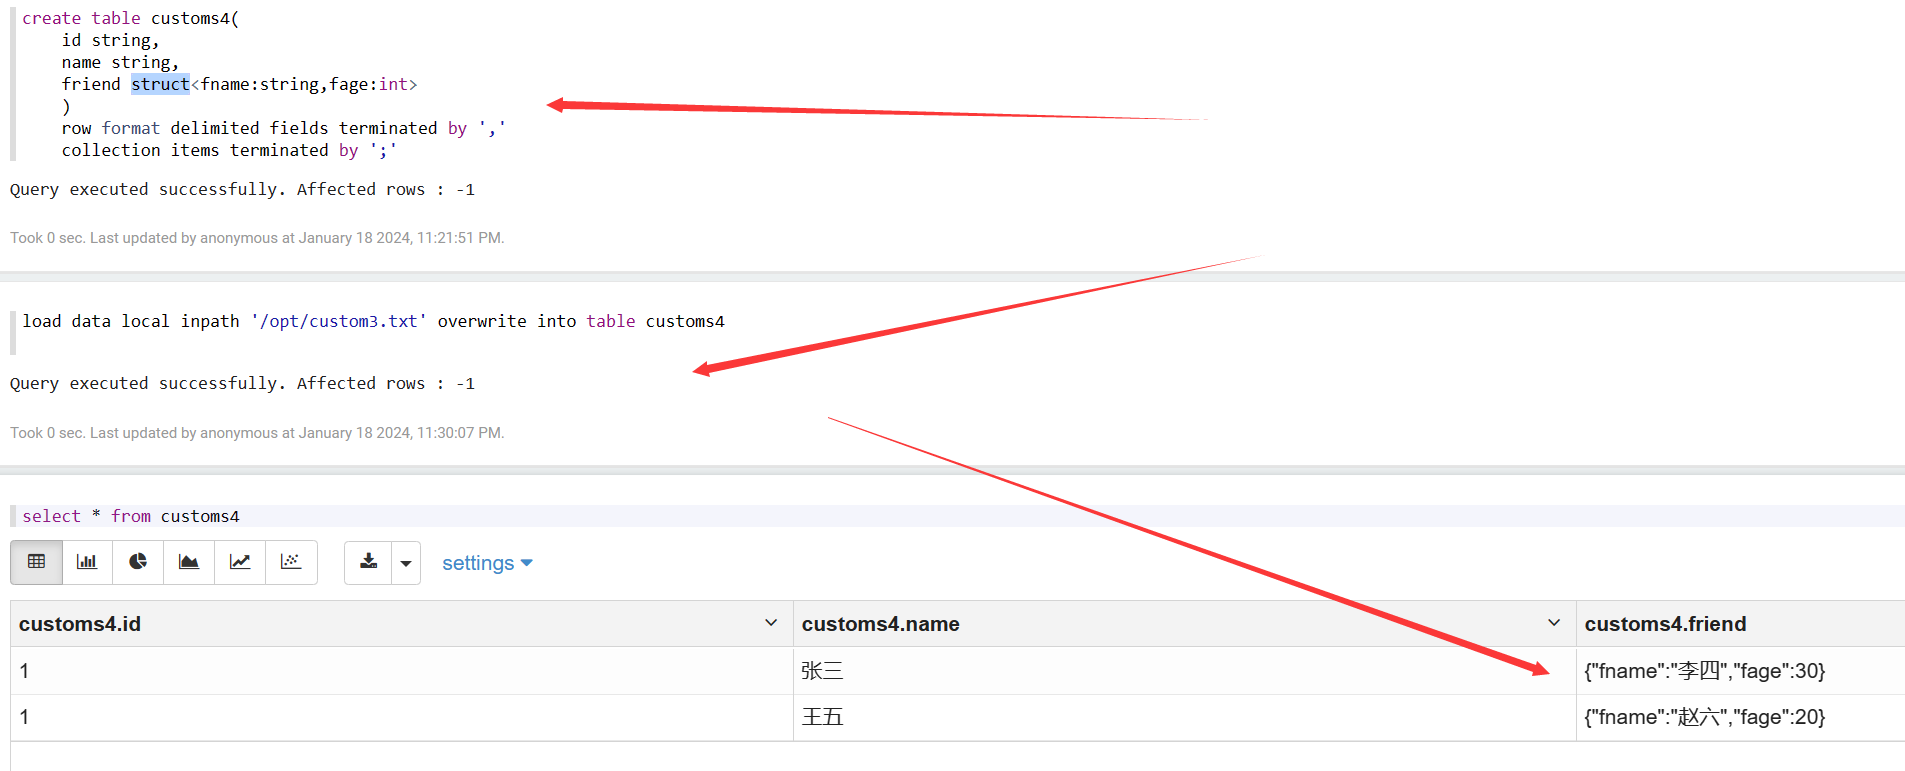 create table customs4(
id string,
name string,
friend struct<fname:string,fage:int>
)
row format delimited fields terminated by ','
collection items terminated by ';'
Query executed successfully. Affected rows : -1
Took 0 sec. Last updated by anonymous at January 18 2024, 11:21:51 PM.
load data local inpath '/opt/custom3.txt' overwrite into table customs4
Query executed successfully. Affected rows : -1
Took 0 sec. Last updated by anonymous at January 18 2024, 11:30:07 PM.
select * from customs4
settings
customs4.id customs4.name customs4.friend
1 张三 {"fname":"李四","fage":30}
1 王五 {"fname":"赵六","fage":20}